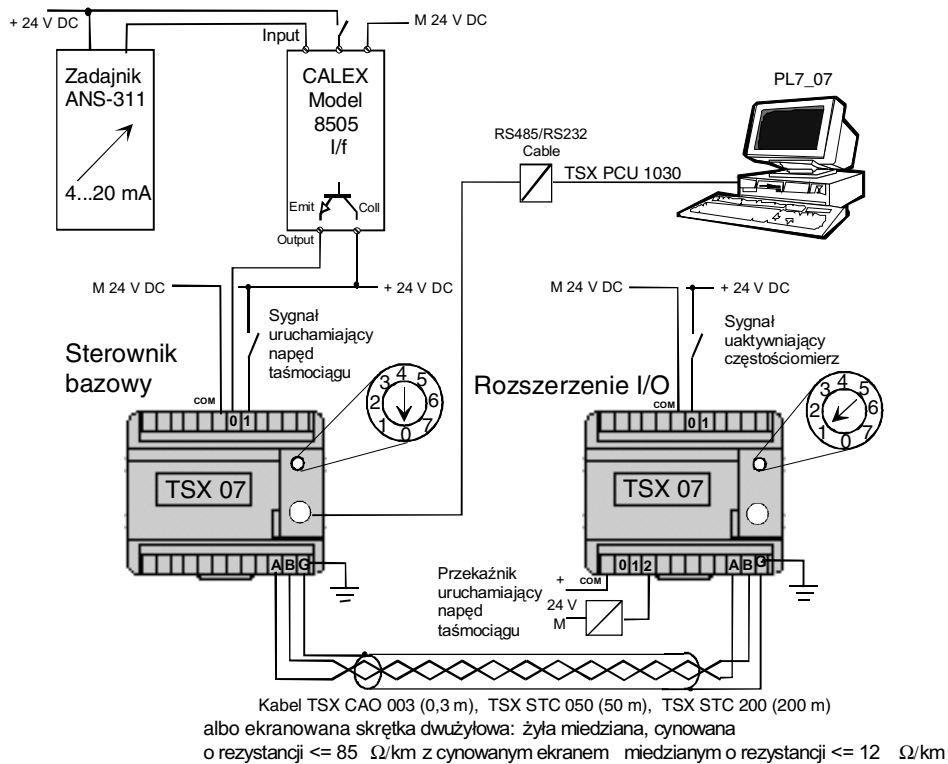 + 24 V DC
M 24 V DC
Input
Zadajnik
ANS-311
4...20 mA
CALEX
Model
8505
I/f
Emit
Coll
Output
PL7_07
RS485/RS232
Cable
TSX PCU 1030
M 24 V DC
+ 24 V DC
Sygnał
uruchamiający
napęd
taśmociągu
Sterownik
bazowy
COM
0 1
0 1 2 3 4 5 6 7
TSX 07
A B G
M 24 V DC
+ 24 V DC
Sygnał
uaktywniający
częstościomierz
Rozszerzenie I/O
COM
0 1
0 1 2 3 4 5 6 7
TSX 07
COM
0 1 2
A B G
Przekaźnik
uruchamiający
napęd
taśmociągu
+
24 V
M
Kabel TSX CAO 003 (0,3 m), TSX STC 050 (50 m), TSX STC 200 (200 m)
albo ekranowana skrętka dwużyłowa: żyła miedziana, cynowana
o rezystancji <= 85 Ω/km z cynowanym ekranem miedzianym o rezystancji <= 12 Ω/km